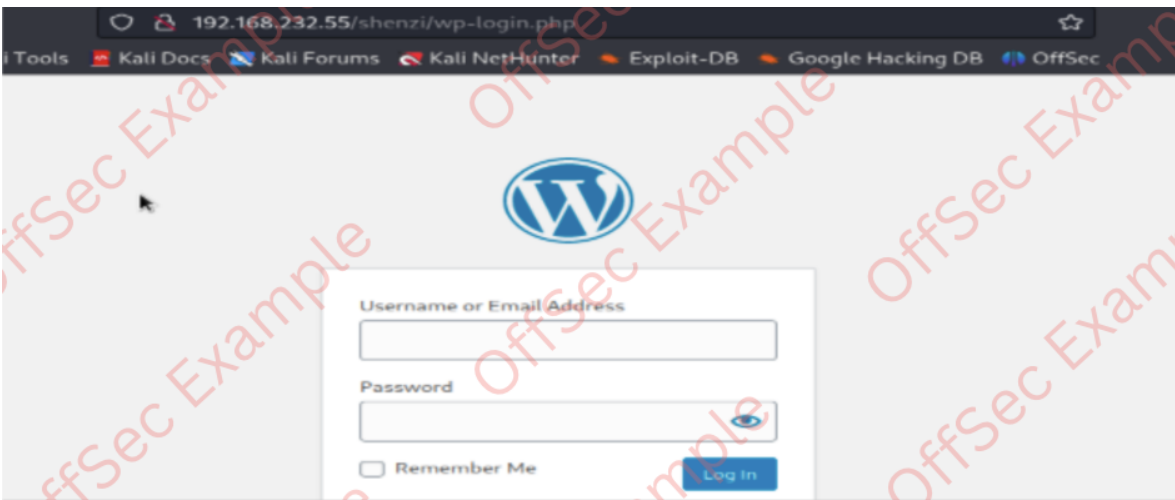 192.168.232.55/shenzi/wp-login.php
i Tools Kali Docs Kali Forums Kali NetHunter Exploit-DB Google Hacking DB OffSec
OffSec Example
Username or Email Address
Password
Remember Me Log In